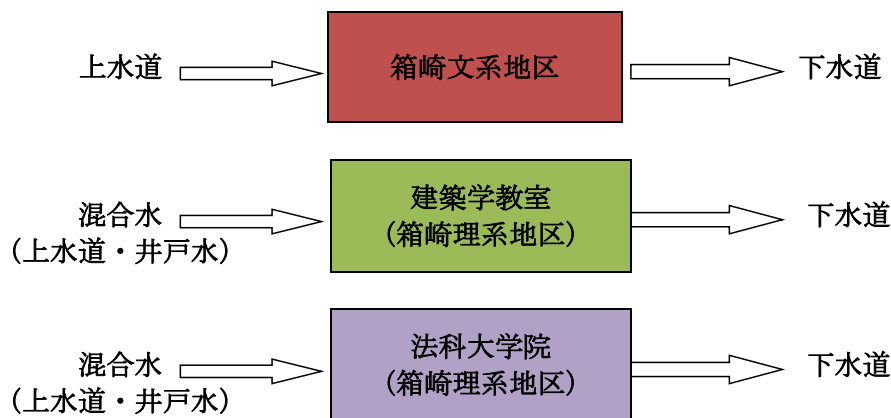 上水道
箱崎文系地区
下水道
混合水
（上水道・井戸水）
建築学教室
（箱崎理系地区）
下水道
混合水
（上水道・井戸水）
法科大学院
（箱崎理系地区）
下水道